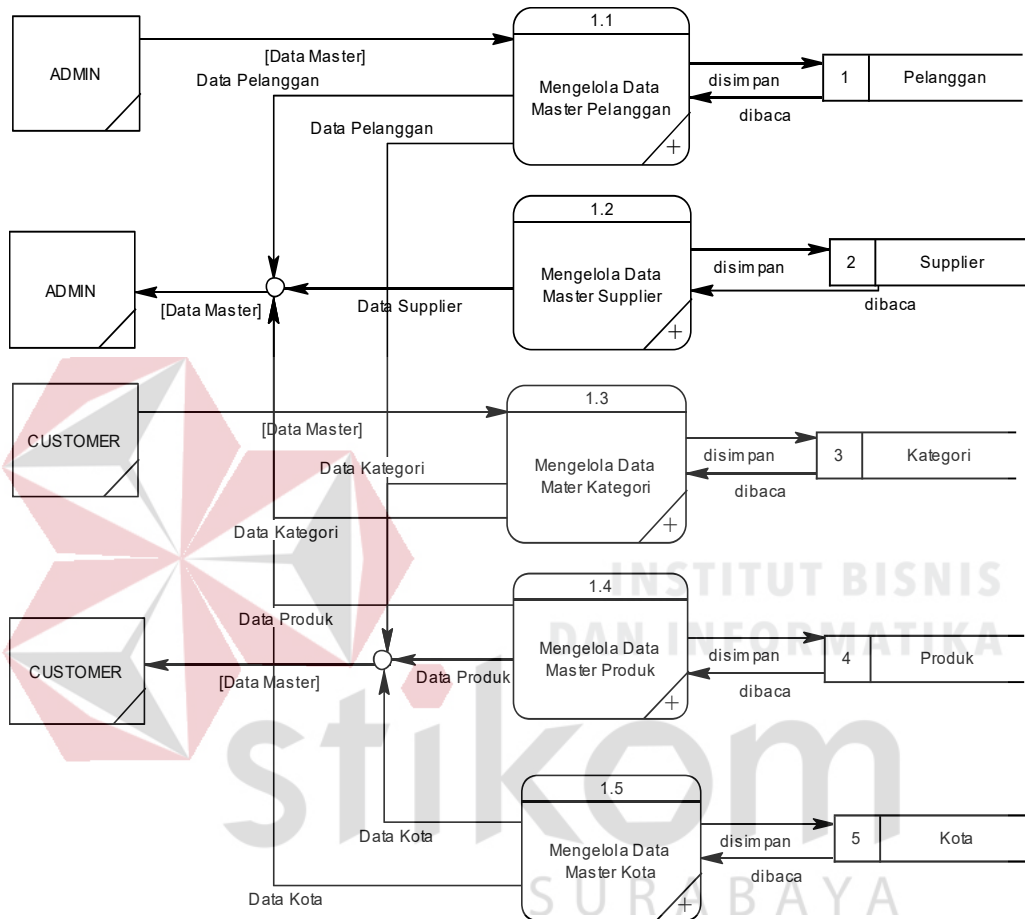 ADMIN
[Data Master]
1.1
Mengelola Data
Master Pelanggan
+
disimpan
dibaca
1
Pelanggan
Data Pelanggan
Data Pelanggan
ADMIN
[Data Master]
Data Supplier
1.2
Mengelola Data
Master Supplier
+
disimpan
dibaca
2
Supplier
CUSTOMER
[Data Master]
Data Kategori
Data Kategori
1.3
Mengelola Data
Mater Kategori
+
disimpan
dibaca
3
Kategori
INSTITUT BISNIS
DAN INFORMATIKA
CUSTOMER
[Data Master]
Data Produk
Data Produk
1.4
Mengelola Data
Master Produk
+
disimpan
dibaca
4
Produk
stikom
Data Kota
Data Kota
1.5
Mengelola Data
Master Kota
+
disimpan
dibaca
5
Kota
SURABAYA